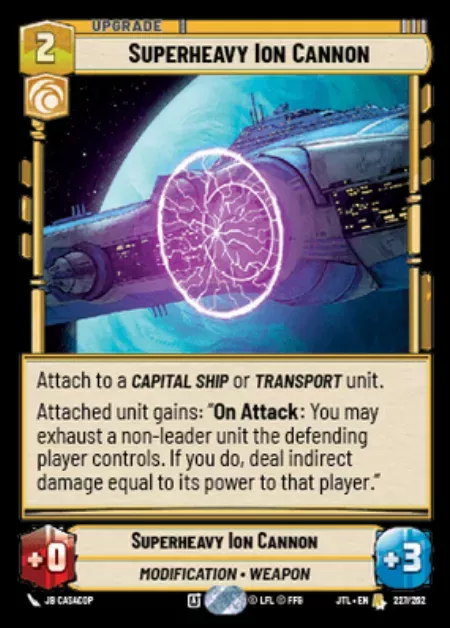 UPGRADE
2
SUPERHEAVY ION CANNON
Attach to a CAPITAL SHIP or TRANSPORT unit.
Attached unit gains: "On Attack: You may
exhaust a non-leader unit the defending
player controls. If you do, deal indirect
damage equal to its power to that player."
+0
SUPERHEAVY ION CANNON
+3
MODIFICATION • WEAPON
JB CASACOP
© LFL © FFG
JTL • EN
227/262